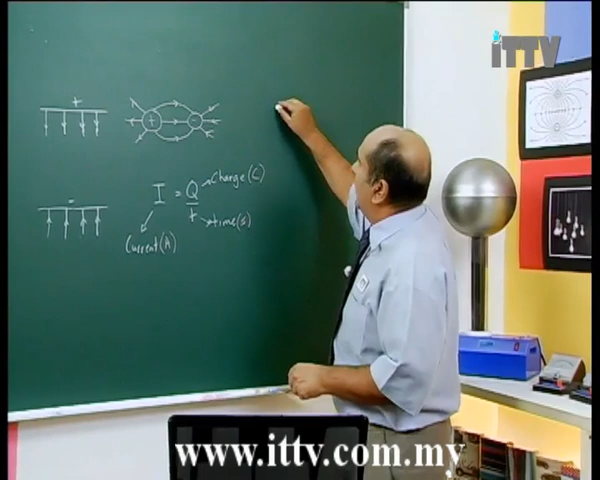 iTTV
+
+ -
-
I = Q/t
Charge (C)
time (s)
Current (A)
www.ittv.com.my